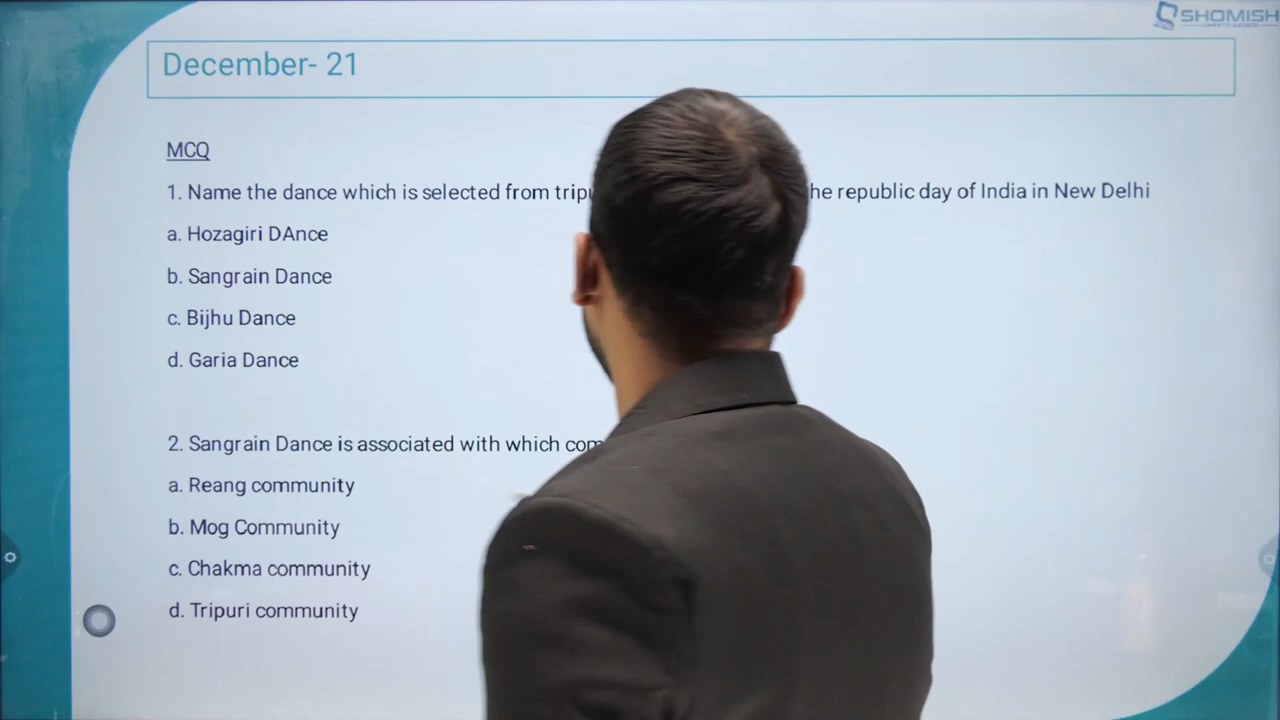 SHOMISH
December- 21
MCQ
1. Name the dance which is selected from he republic day of India in New Delhi
a. Hozagiri DAnce
b. Sangrain Dance
c. Bijhu Dance
d. Garia Dance
2. Sangrain Dance is associated with which
a. Reang community
b. Mog Community
c. Chakma community
d. Tripuri community